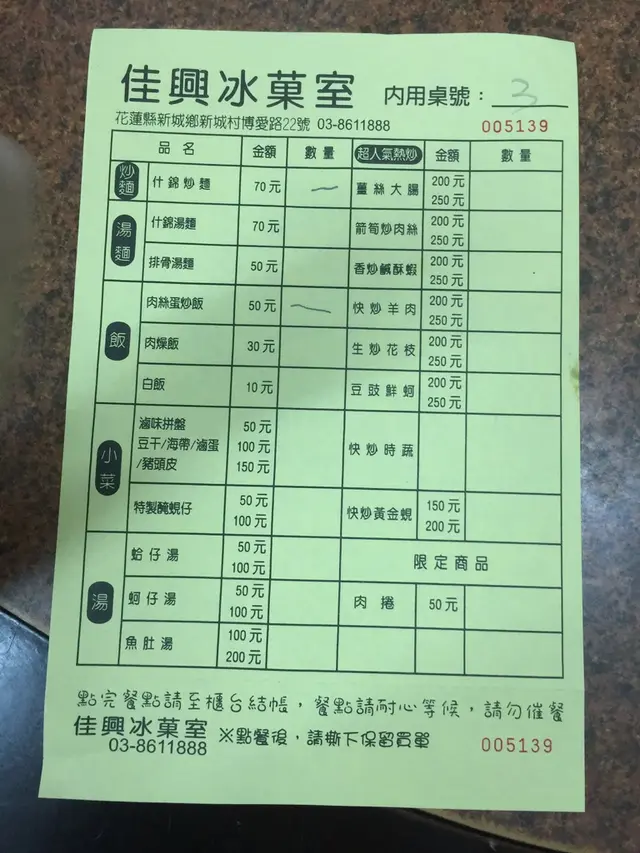 佳興冰菓室 內用桌號：3
花蓮縣新城鄉新城村博愛路22號 03-8611888 005139
品名 金額 數量 超人氣熱炒 金額 數量
炒麵 什錦炒麵 70元 一 薑絲大腸 200元 250元
湯麵 什錦湯麵 70元 箭筍炒肉絲 200元 250元
排骨湯麵 50元 香炒鹹酥蝦 200元 250元
飯 肉絲蛋炒飯 50元 一 快炒羊肉 200元 250元
肉燥飯 30元 生炒花枝 200元 250元
白飯 10元 豆豉鮮蚵 200元 250元
小菜 滷味拼盤 50元
豆干/海帶/滷蛋 100元 快炒時蔬
/豬頭皮 150元
特製醃蜆仔 50元 100元 快炒黃金蜆 150元 200元
湯 蛤仔湯 50元 100元 限定商品
蚵仔湯 50元 100元 肉捲 50元
魚肚湯 100元 200元
點完餐點請至櫃台結帳，餐點請耐心等候，請勿催餐
佳興冰菓室 ※點餐後，請撕下保留買單 005139
03-8611888